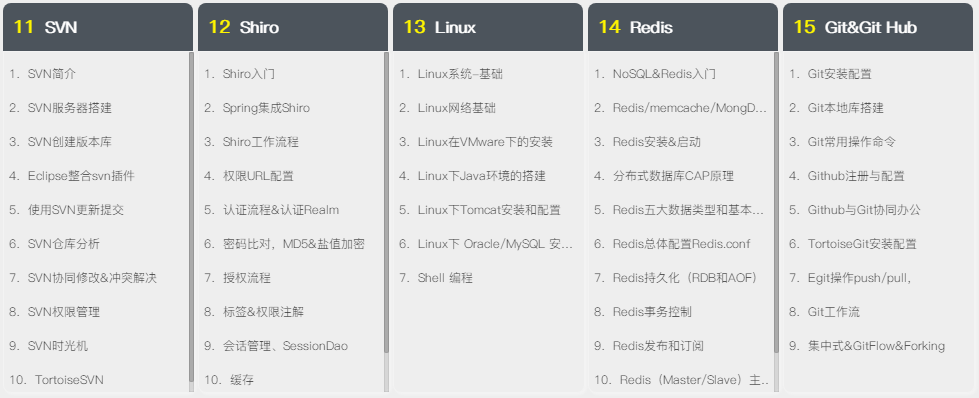 11 SVN
1. SVN简介
2. SVN服务器搭建
3. SVN创建版本库
4. Eclipse整合svn插件
5. 使用SVN更新提交
6. SVN仓库分析
7. SVN协同修改&冲突解决
8. SVN权限管理
9. SVN时光机
10. TortoiseSVN
12 Shiro
1. Shiro入门
2. Spring集成Shiro
3. Shiro工作流程
4. 权限URL配置
5. 认证流程&认证Realm
6. 密码比对，MD5&盐值加密
7. 授权流程
8. 标签&权限注解
9. 会话管理、SessionDao
10. 缓存
13 Linux
1. Linux系统-基础
2. Linux网络基础
3. Linux在VMware下的安装
4. Linux下Java环境的搭建
5. Linux下Tomcat安装和配置
6. Linux下 Oracle/MySQL 安...
7. Shell 编程
14 Redis
1. NoSQL&Redis入门
2. Redis/memcache/MongD...
3. Redis安装&启动
4. 分布式数据库CAP原理
5. Redis五大数据类型和基本...
6. Redis总体配置Redis.conf
7. Redis持久化（RDB和AOF）
8. Redis事务控制
9. Redis发布和订阅
10. Redis（Master/Slave）主...
15 Git&Git Hub
1. Git安装配置
2. Git本地库搭建
3. Git常用操作命令
4. Github注册与配置
5. Github与Git协同办公
6. TortoiseGit安装配置
7. Egit操作push/pull,
8. Git工作流
9. 集中式&GitFlow&Forking